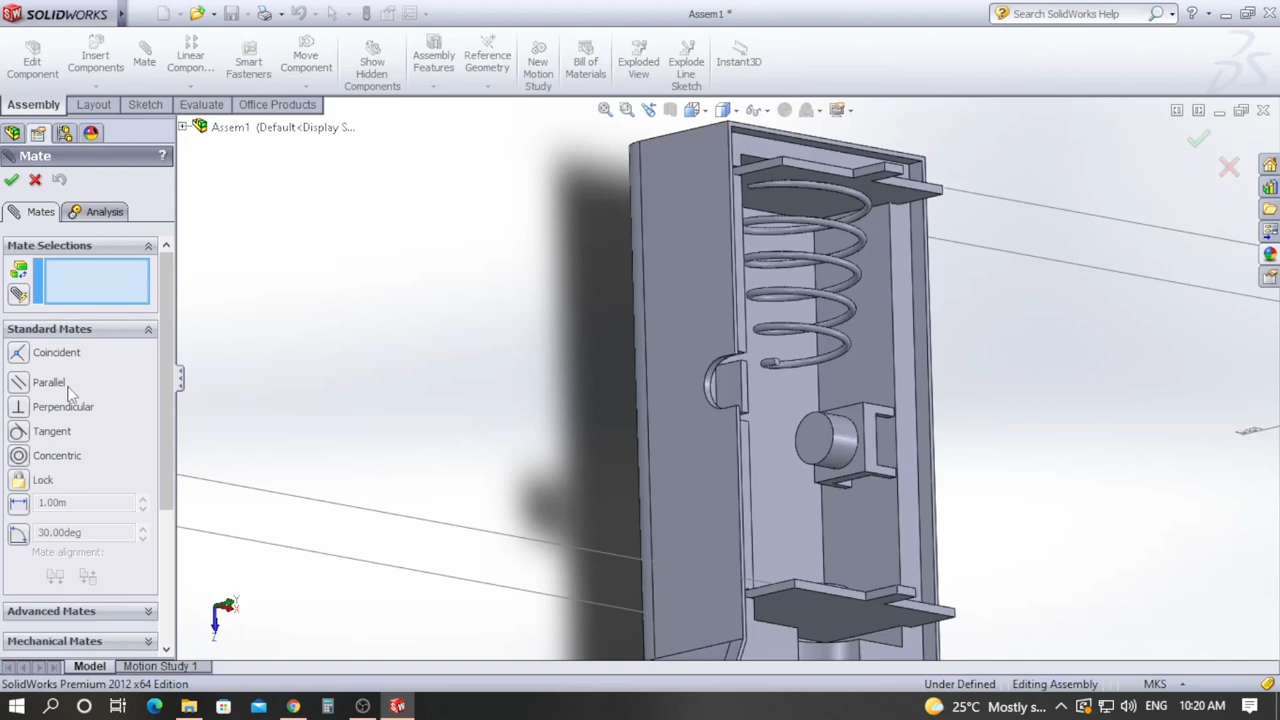 SOLIDWORKS
Assem1 *
Search SolidWorks Help
Edit Component
Insert Components
Mate
Linear Compon...
Smart Fasteners
Move Component
Show Hidden Components
Assembly Features
Reference Geometry
New Motion Study
Bill of Materials
Exploded View
Explode Line Sketch
Instant3D
Assembly
Layout
Sketch
Evaluate
Office Products
Assem1 (Default<Display S...
Mate
?
Mates
Analysis
Mate Selections
Standard Mates
Coincident
Parallel
Perpendicular
Tangent
Concentric
Lock
1.00m
30.00deg
Mate alignment:
Advanced Mates
Mechanical Mates
Y
X
Z
Model
Motion Study 1
SolidWorks Premium 2012 x64 Edition
Under Defined
Editing Assembly
MKS
25°C Mostly s...
ENG
10:20 AM